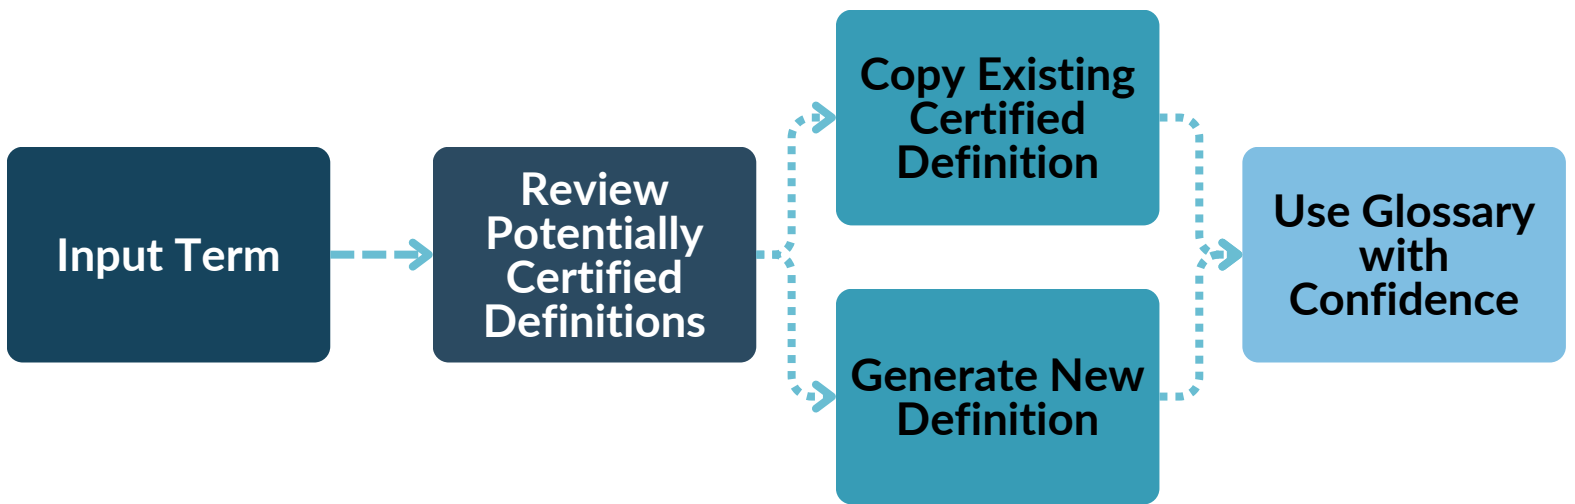 Input Term
Review
Potentially
Certified
Definitions
Copy Existing
Certified
Definition
Generate New
Definition
Use Glossary
with
Confidence